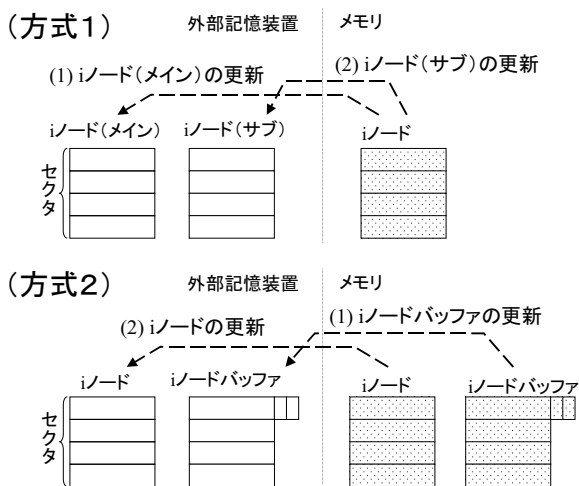 (方式1)
外部記憶装置
メモリ
(1) iノード(メイン)の更新
(2) iノード(サブ)の更新
iノード(メイン)
iノード(サブ)
iノード
セクタ
(方式2)
外部記憶装置
メモリ
(2) iノードの更新
(1) iノードバッファの更新
iノード
iノードバッファ
iノード
iノードバッファ
セクタ